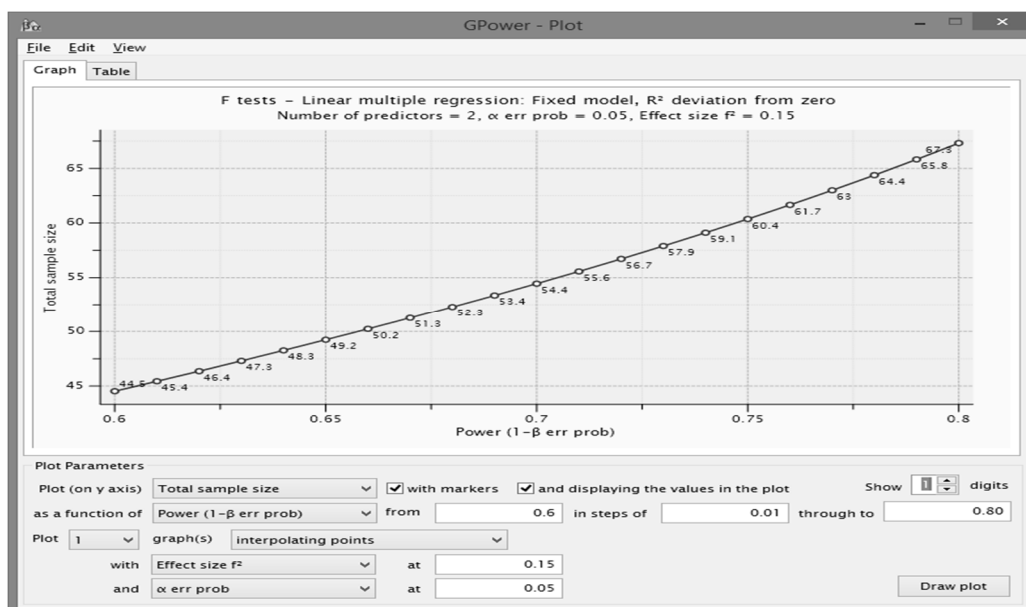 GPower - Plot
File Edit View
Graph Table
F tests - Linear multiple regression: Fixed model, R² deviation from zero
Number of predictors = 2, α err prob = 0.05, Effect size f² = 0.15
Total sample size
65
60
55
50
45
44.5
45.4
46.4
47.3
48.3
49.2
50.2
51.3
52.3
53.4
54.4
55.6
56.7
57.9
59.1
60.4
61.7
63
64.4
65.8
67.3
0.6 0.65 0.7 0.75 0.8
Power (1-β err prob)
Plot Parameters
Plot (on y axis) Total sample size with markers and displaying the values in the plot Show 1 digits
as a function of Power (1-β err prob) from 0.6 in steps of 0.01 through to 0.80
Plot 1 graph(s) interpolating points
with Effect size f² at 0.15
and α err prob at 0.05 Draw plot